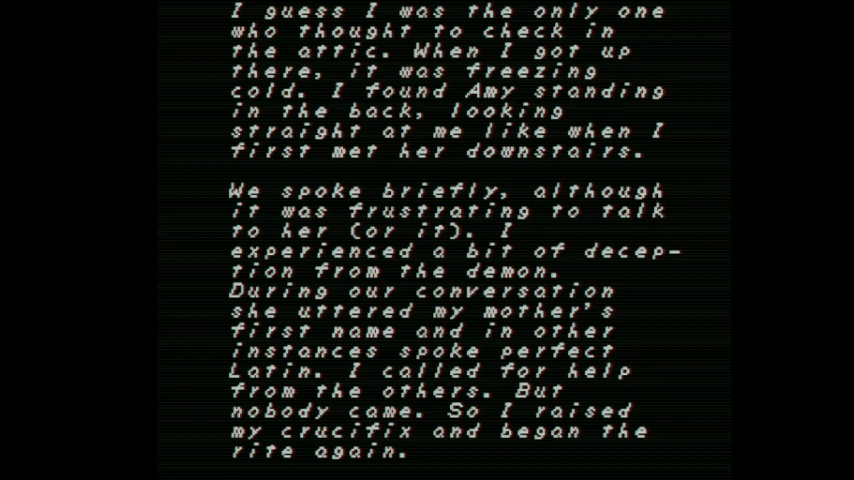 I guess I was the only one
who thought to check in
the attic. When I got up
there, it was freezing
cold. I found Amy standing
in the back, looking
straight at me like when I
first met her downstairs.
We spoke briefly, although
it was frustrating to talk
to her (or it). I
experienced a bit of decep-
tion from the demon.
During our conversation
she uttered my mother's
first name and in other
instances spoke perfect
Latin. I called for help
from the others. But
nobody came. So I raised
my crucifix and began the
rite again.